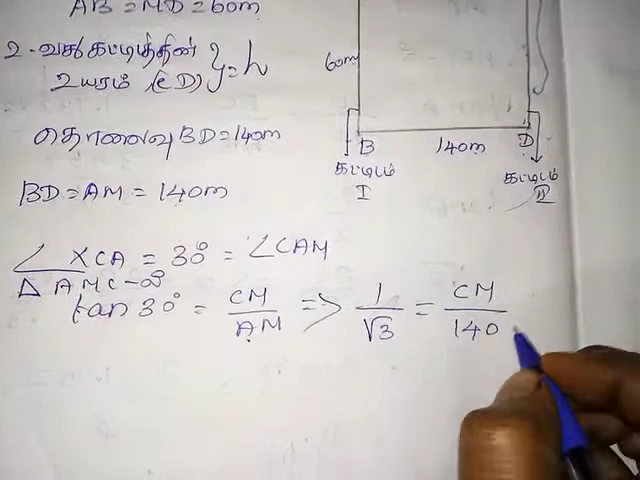 AB = MD = 60m
2-வது கட்டிடத்தின்
உயரம் (CD) } = h
தொலைவு BD = 140m
BD = AM = 140m
60m
B 140m D
கட்டிடம் I
கட்டிடம் II
∠XCA = 30° = ∠CAM
Δ AMC-ல்
tan 30° = CM/AM => 1/√3 = CM/140